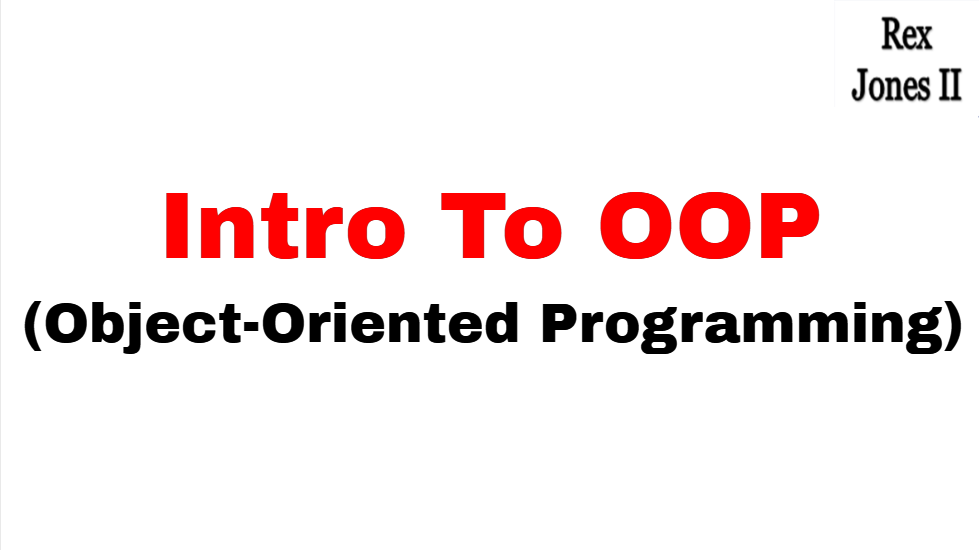 Rex
Jones II
Intro To OOP
(Object-Oriented Programming)